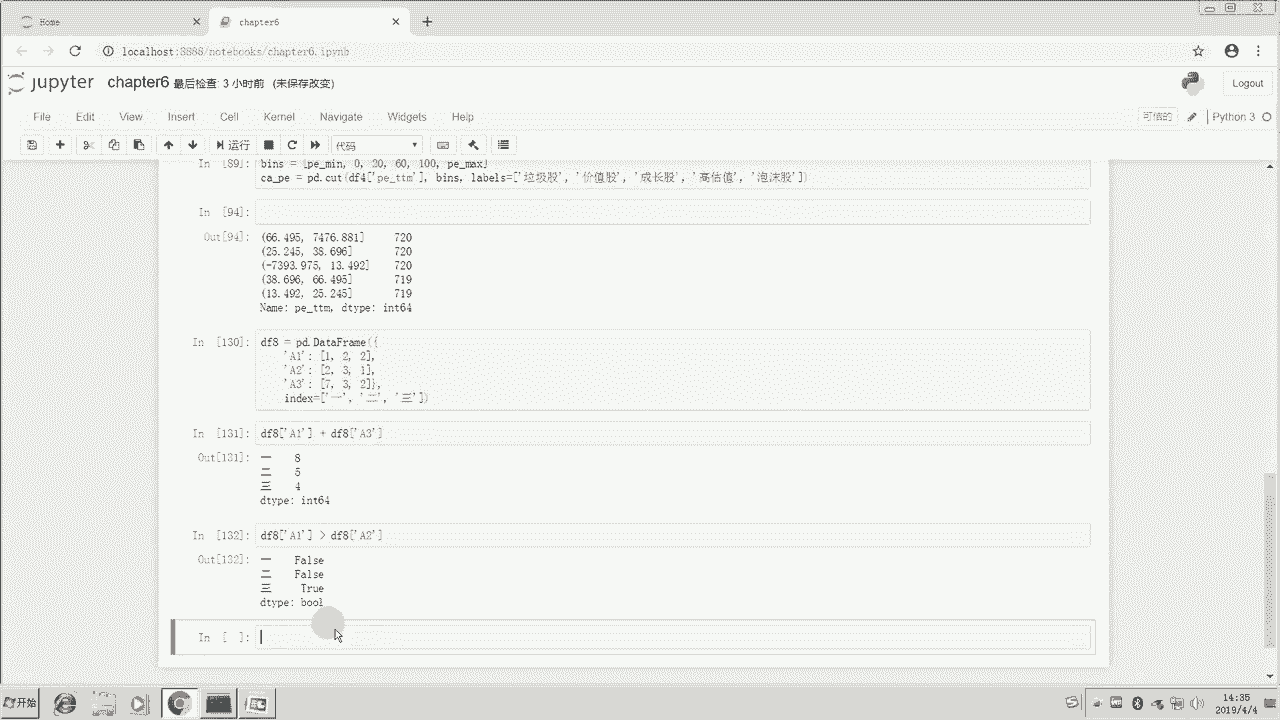 Home
chapter6
localhost:8888/notebooks/chapter6.ipynb
jupyter chapter6 最后检查: 3 小时前 (未保存改变)
Logout
File Edit View Insert Cell Kernel Navigate Widgets Help
可信的 Python 3
运行 代码
In [89]: bins = [pe_min, 0, 20, 60, 100, pe_max]
ca_pe = pd.cut(df4['pe_ttm'], bins, labels=['垃圾股', '价值股', '成长股', '高估值', '泡沫股'])
In [94]:
Out[94]: (66.495, 7476.881] 720
(25.245, 38.696] 720
(-7393.975, 13.492] 720
(38.696, 66.495] 719
(13.492, 25.245] 719
Name: pe_ttm, dtype: int64
In [130]: df8 = pd.DataFrame({
'A1': [1, 2, 2],
'A2': [2, 3, 1],
'A3': [7, 3, 2]},
index=['一', '二', '三'])
In [131]: df8['A1'] + df8['A3']
Out[131]: 一 8
二 5
三 4
dtype: int64
In [132]: df8['A1'] > df8['A2']
Out[132]: 一 False
二 False
三 True
dtype: bool
In [ ]:
开始
14:35
2019/4/4